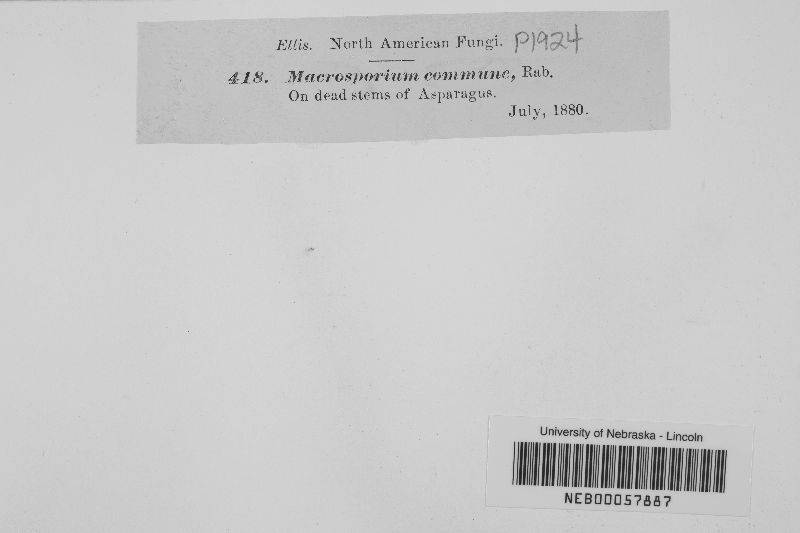 Ellis. North American Fungi. P1924
418. Macrosporium commune, Rab.
On dead stems of Asparagus.
July, 1880.
University of Nebraska - Lincoln
NEB00057887